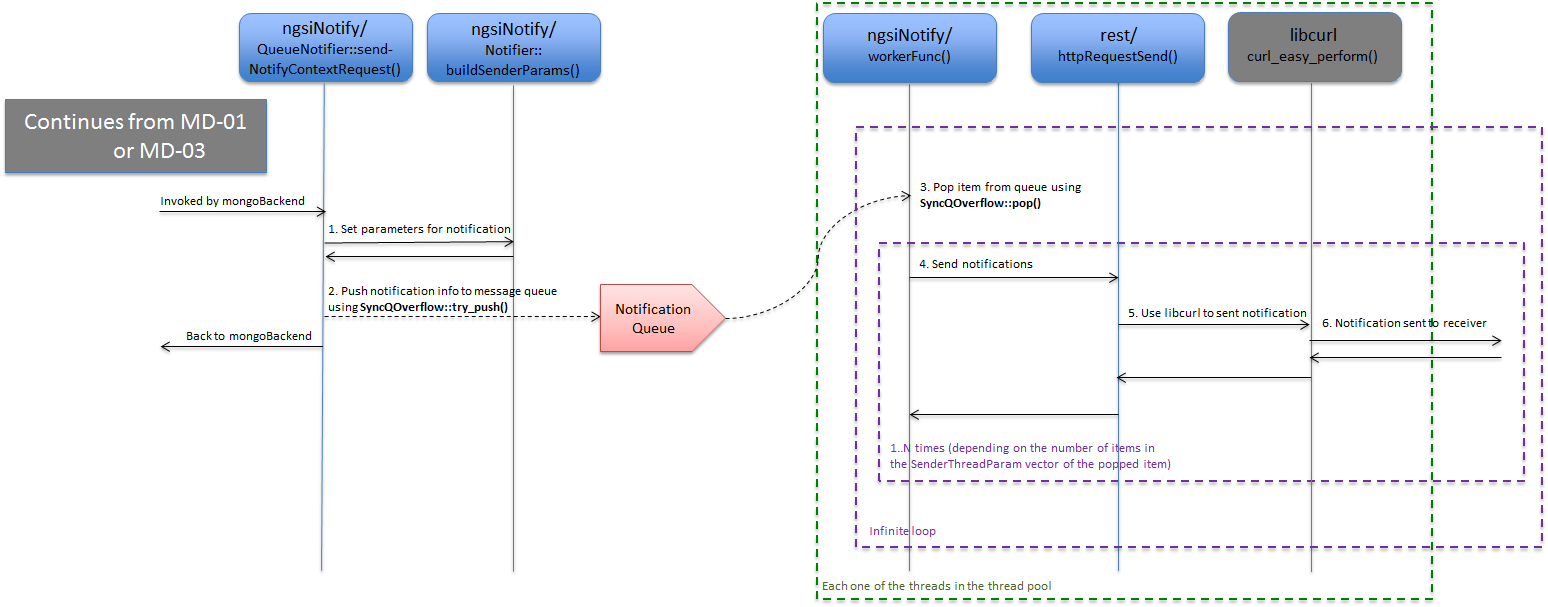 ngsiNotify/
QueueNotifier::send-
NotifyContextRequest()
ngsiNotify/
Notifier::
buildSenderParams()
ngsiNotify/
workerFunc()
rest/
httpRequestSend()
libcurl
curl_easy_perform()
Continues from MD-01
or MD-03
Invoked by mongoBackend
1. Set parameters for notification
2. Push notification info to message queue
using SyncQOverflow::try_push()
Back to mongoBackend
Notification
Queue
3. Pop item from queue using
SyncQOverflow::pop()
4. Send notifications
5. Use libcurl to sent notification
6. Notification sent to receiver
1..N times (depending on the number of items in
the SenderThreadParam vector of the popped item)
Infinite loop
Each one of the threads in the thread pool